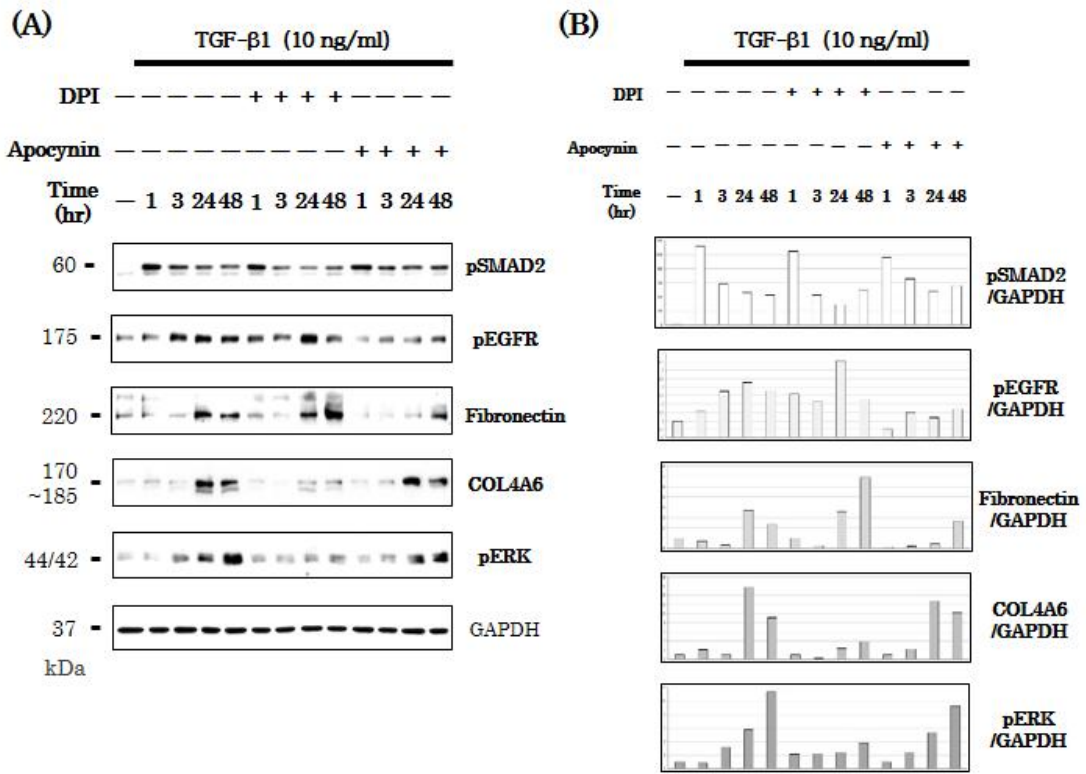 (A)
TGF-β1 (10 ng/ml)
DPI — — — — — + + + + — — — —
Apocynin — — — — — — — — — + + + +
Time (hr) — 1 3 24 48 1 3 24 48 1 3 24 48
60 - pSMAD2
175 - pEGFR
220 - Fibronectin
170 ~185 - COL4A6
44/42 - pERK
37 - GAPDH
kDa
(B)
TGF-β1 (10 ng/ml)
DPI — — — — — + + + + — — — —
Apocynin — — — — — — — — — + + + +
Time (hr) — 1 3 24 48 1 3 24 48 1 3 24 48
pSMAD2
/GAPDH
pEGFR
/GAPDH
Fibronectin
/GAPDH
COL4A6
/GAPDH
pERK
/GAPDH